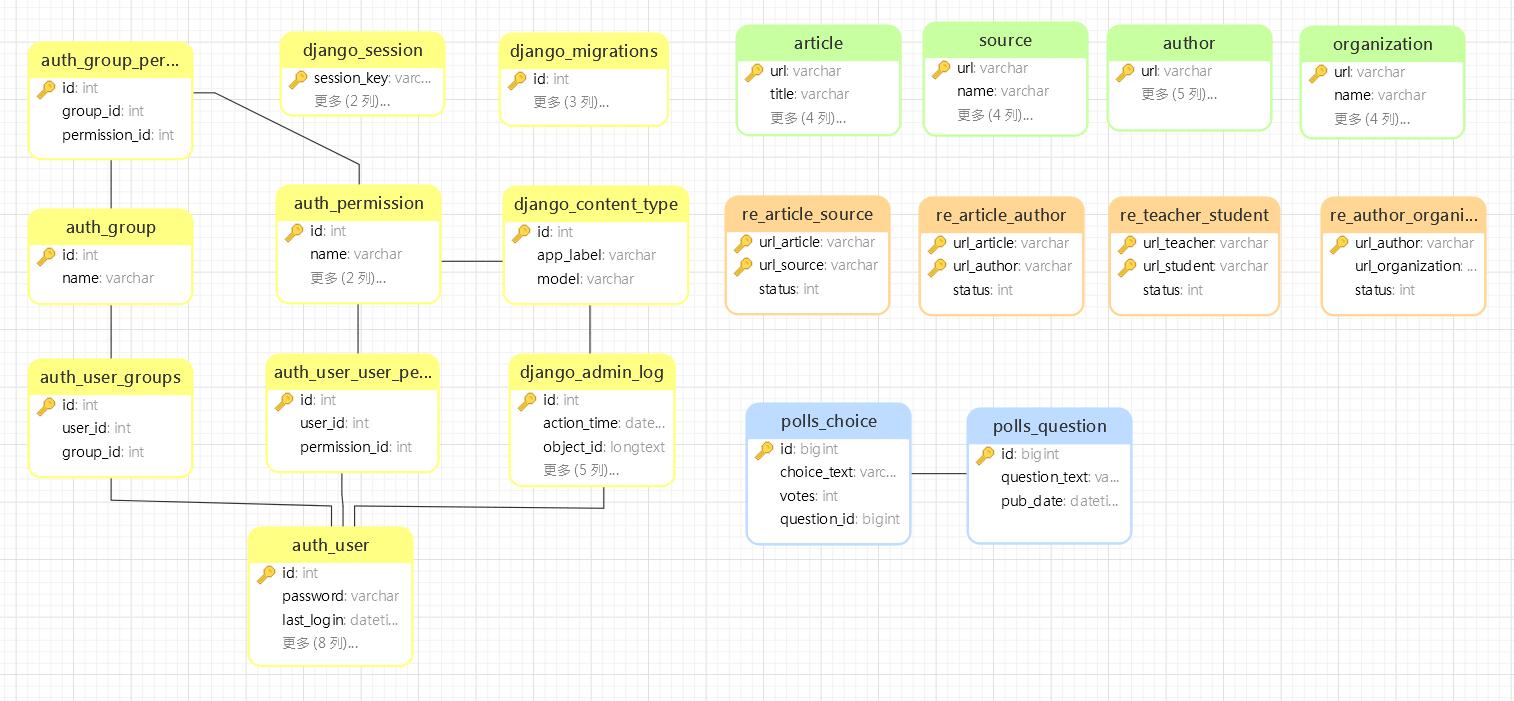 auth_group_per...
id: int
group_id: int
permission_id: int
django_session
session_key: varc...
更多 (2 列)...
django_migrations
id: int
更多 (3 列)...
article
url: varchar
title: varchar
更多 (4 列)...
source
url: varchar
name: varchar
更多 (4 列)...
author
url: varchar
更多 (5 列)...
organization
url: varchar
name: varchar
更多 (4 列)...
auth_group
id: int
name: varchar
auth_permission
id: int
name: varchar
更多 (2 列)...
django_content_type
id: int
app_label: varchar
model: varchar
re_article_source
url_article: varchar
url_source: varchar
status: int
re_article_author
url_article: varchar
url_author: varchar
status: int
re_teacher_student
url_teacher: varchar
url_student: varchar
status: int
re_author_organi...
url_author: varchar
url_organization: ...
status: int
auth_user_groups
id: int
user_id: int
group_id: int
auth_user_user_pe...
id: int
user_id: int
permission_id: int
django_admin_log
id: int
action_time: date...
object_id: longtext
更多 (5 列)...
polls_choice
id: bigint
choice_text: varc...
votes: int
question_id: bigint
polls_question
id: bigint
question_text: va...
pub_date: dateti...
auth_user
id: int
password: varchar
last_login: dateti...
更多 (8 列)...